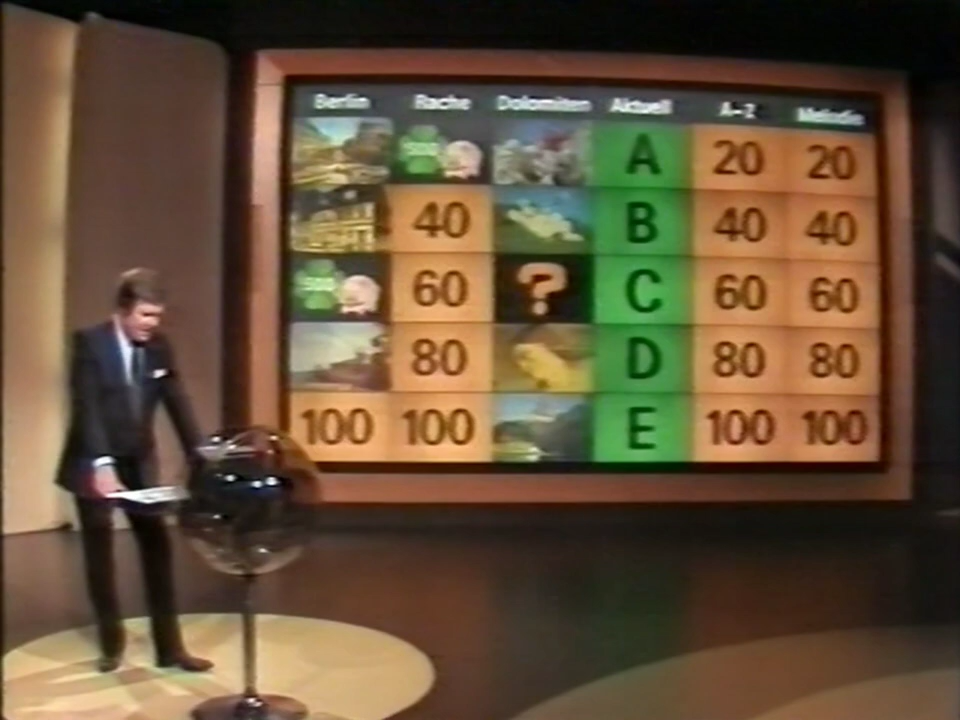 Berlin Rache Dolomiten Aktuell A-Z Melodie
A 20 20
40 B 40 40
500 60 ? C 60 60
80 D 80 80
100 100 E 100 100